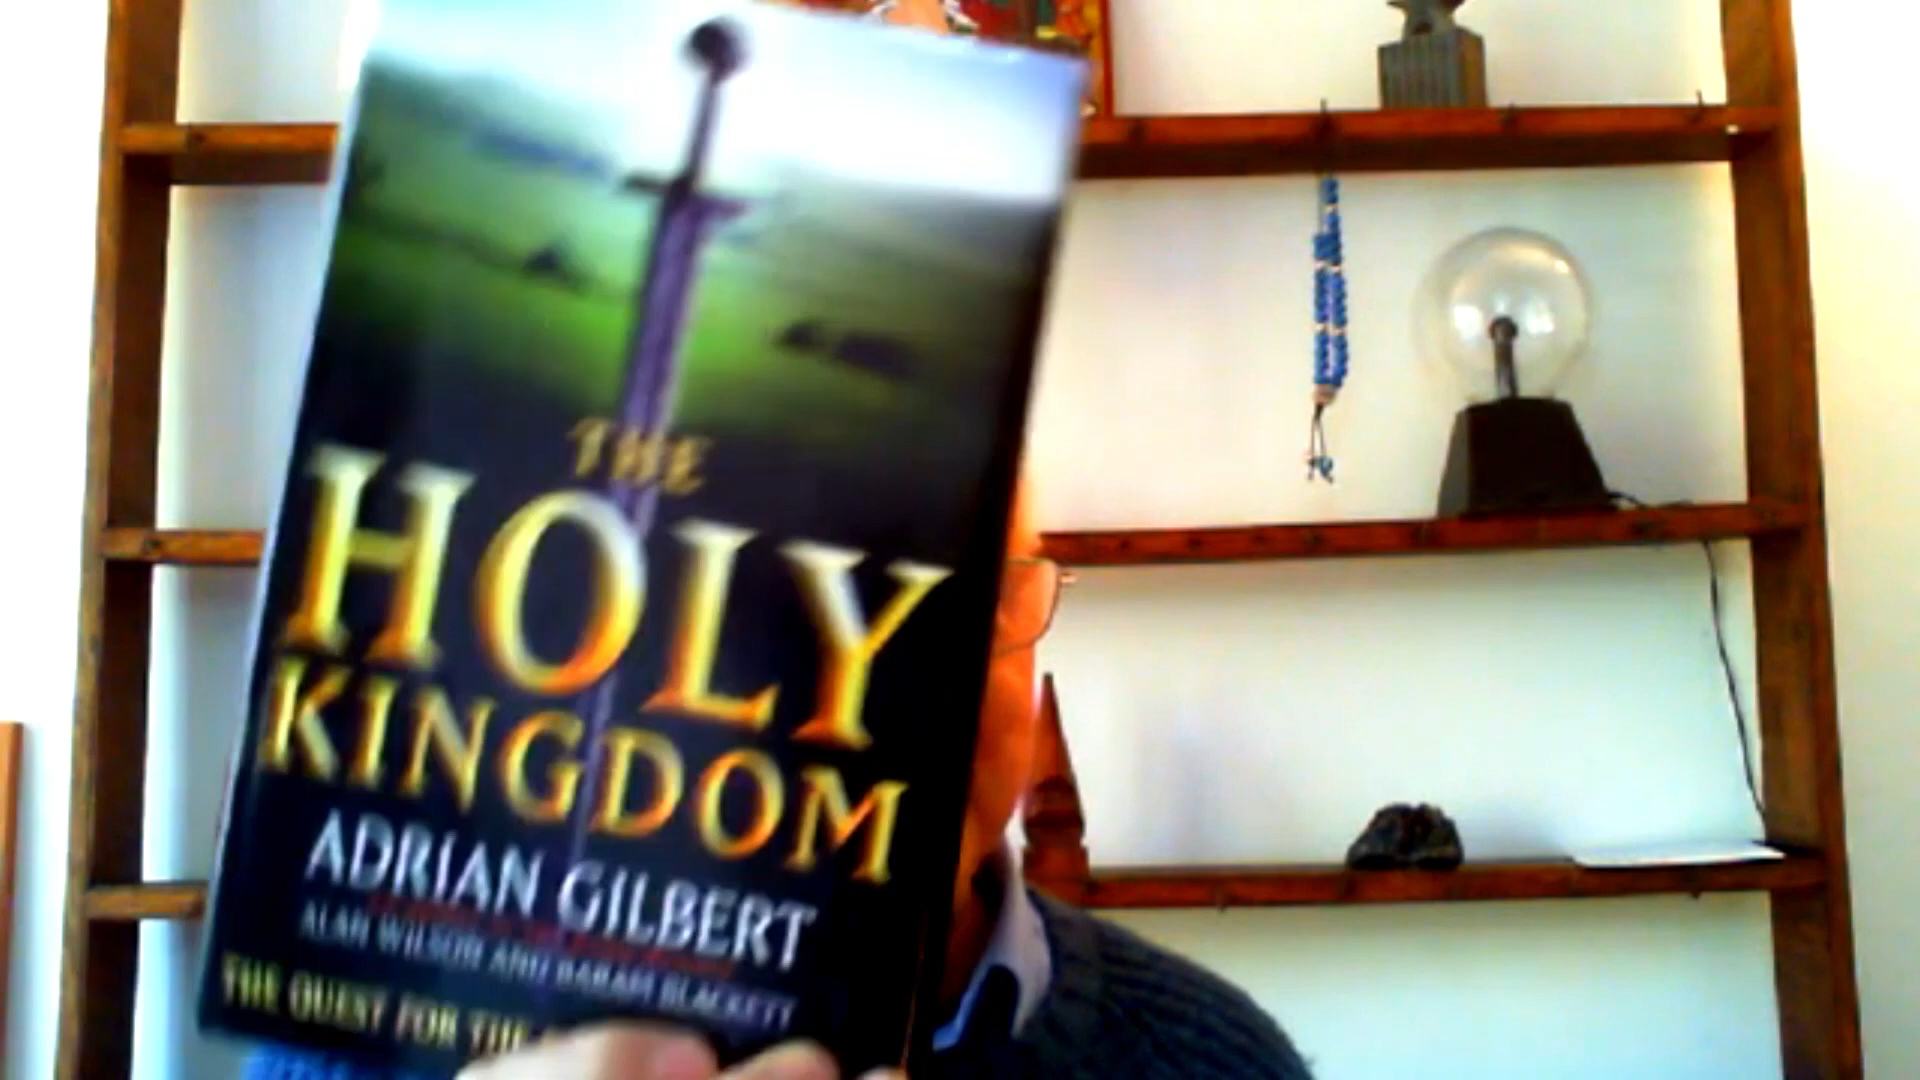 THE
HOLY
KINGDOM
ADRIAN GILBERT
ALAN WILSON AND BARAM BLACKETT
THE QUEST FOR THE